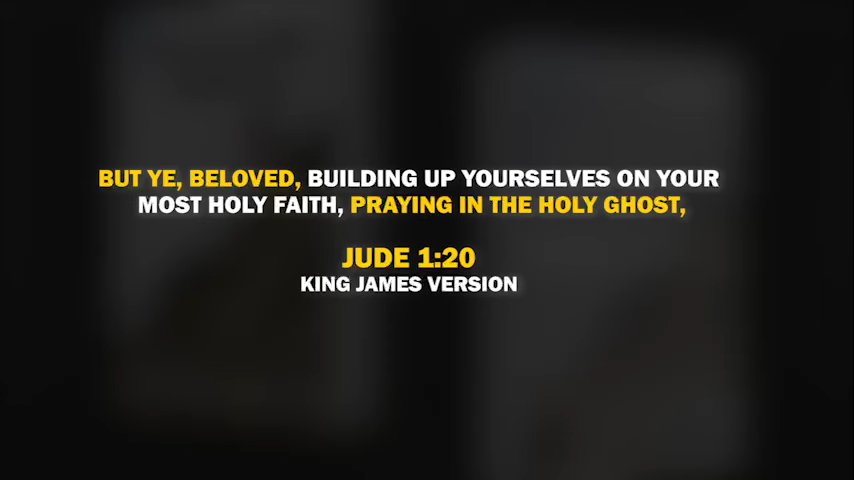 BUT YE, BELOVED, BUILDING UP YOURSELVES ON YOUR
MOST HOLY FAITH, PRAYING IN THE HOLY GHOST,
JUDE 1:20
KING JAMES VERSION